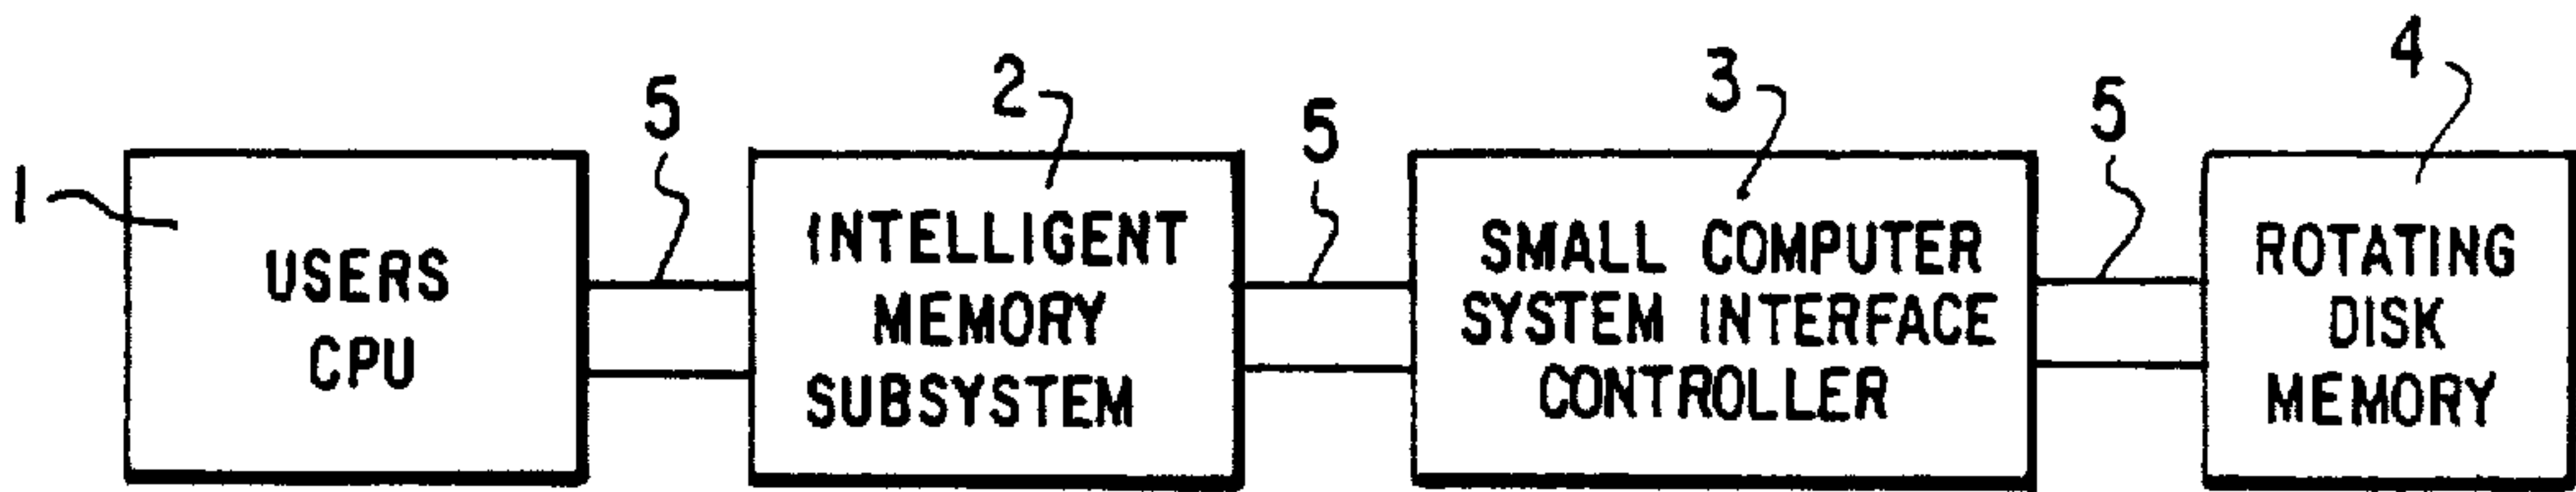 1
USERS
CPU
5
2
INTELLIGENT
MEMORY
SUBSYSTEM
5
3
SMALL COMPUTER
SYSTEM INTERFACE
CONTROLLER
5
4
ROTATING
DISK
MEMORY